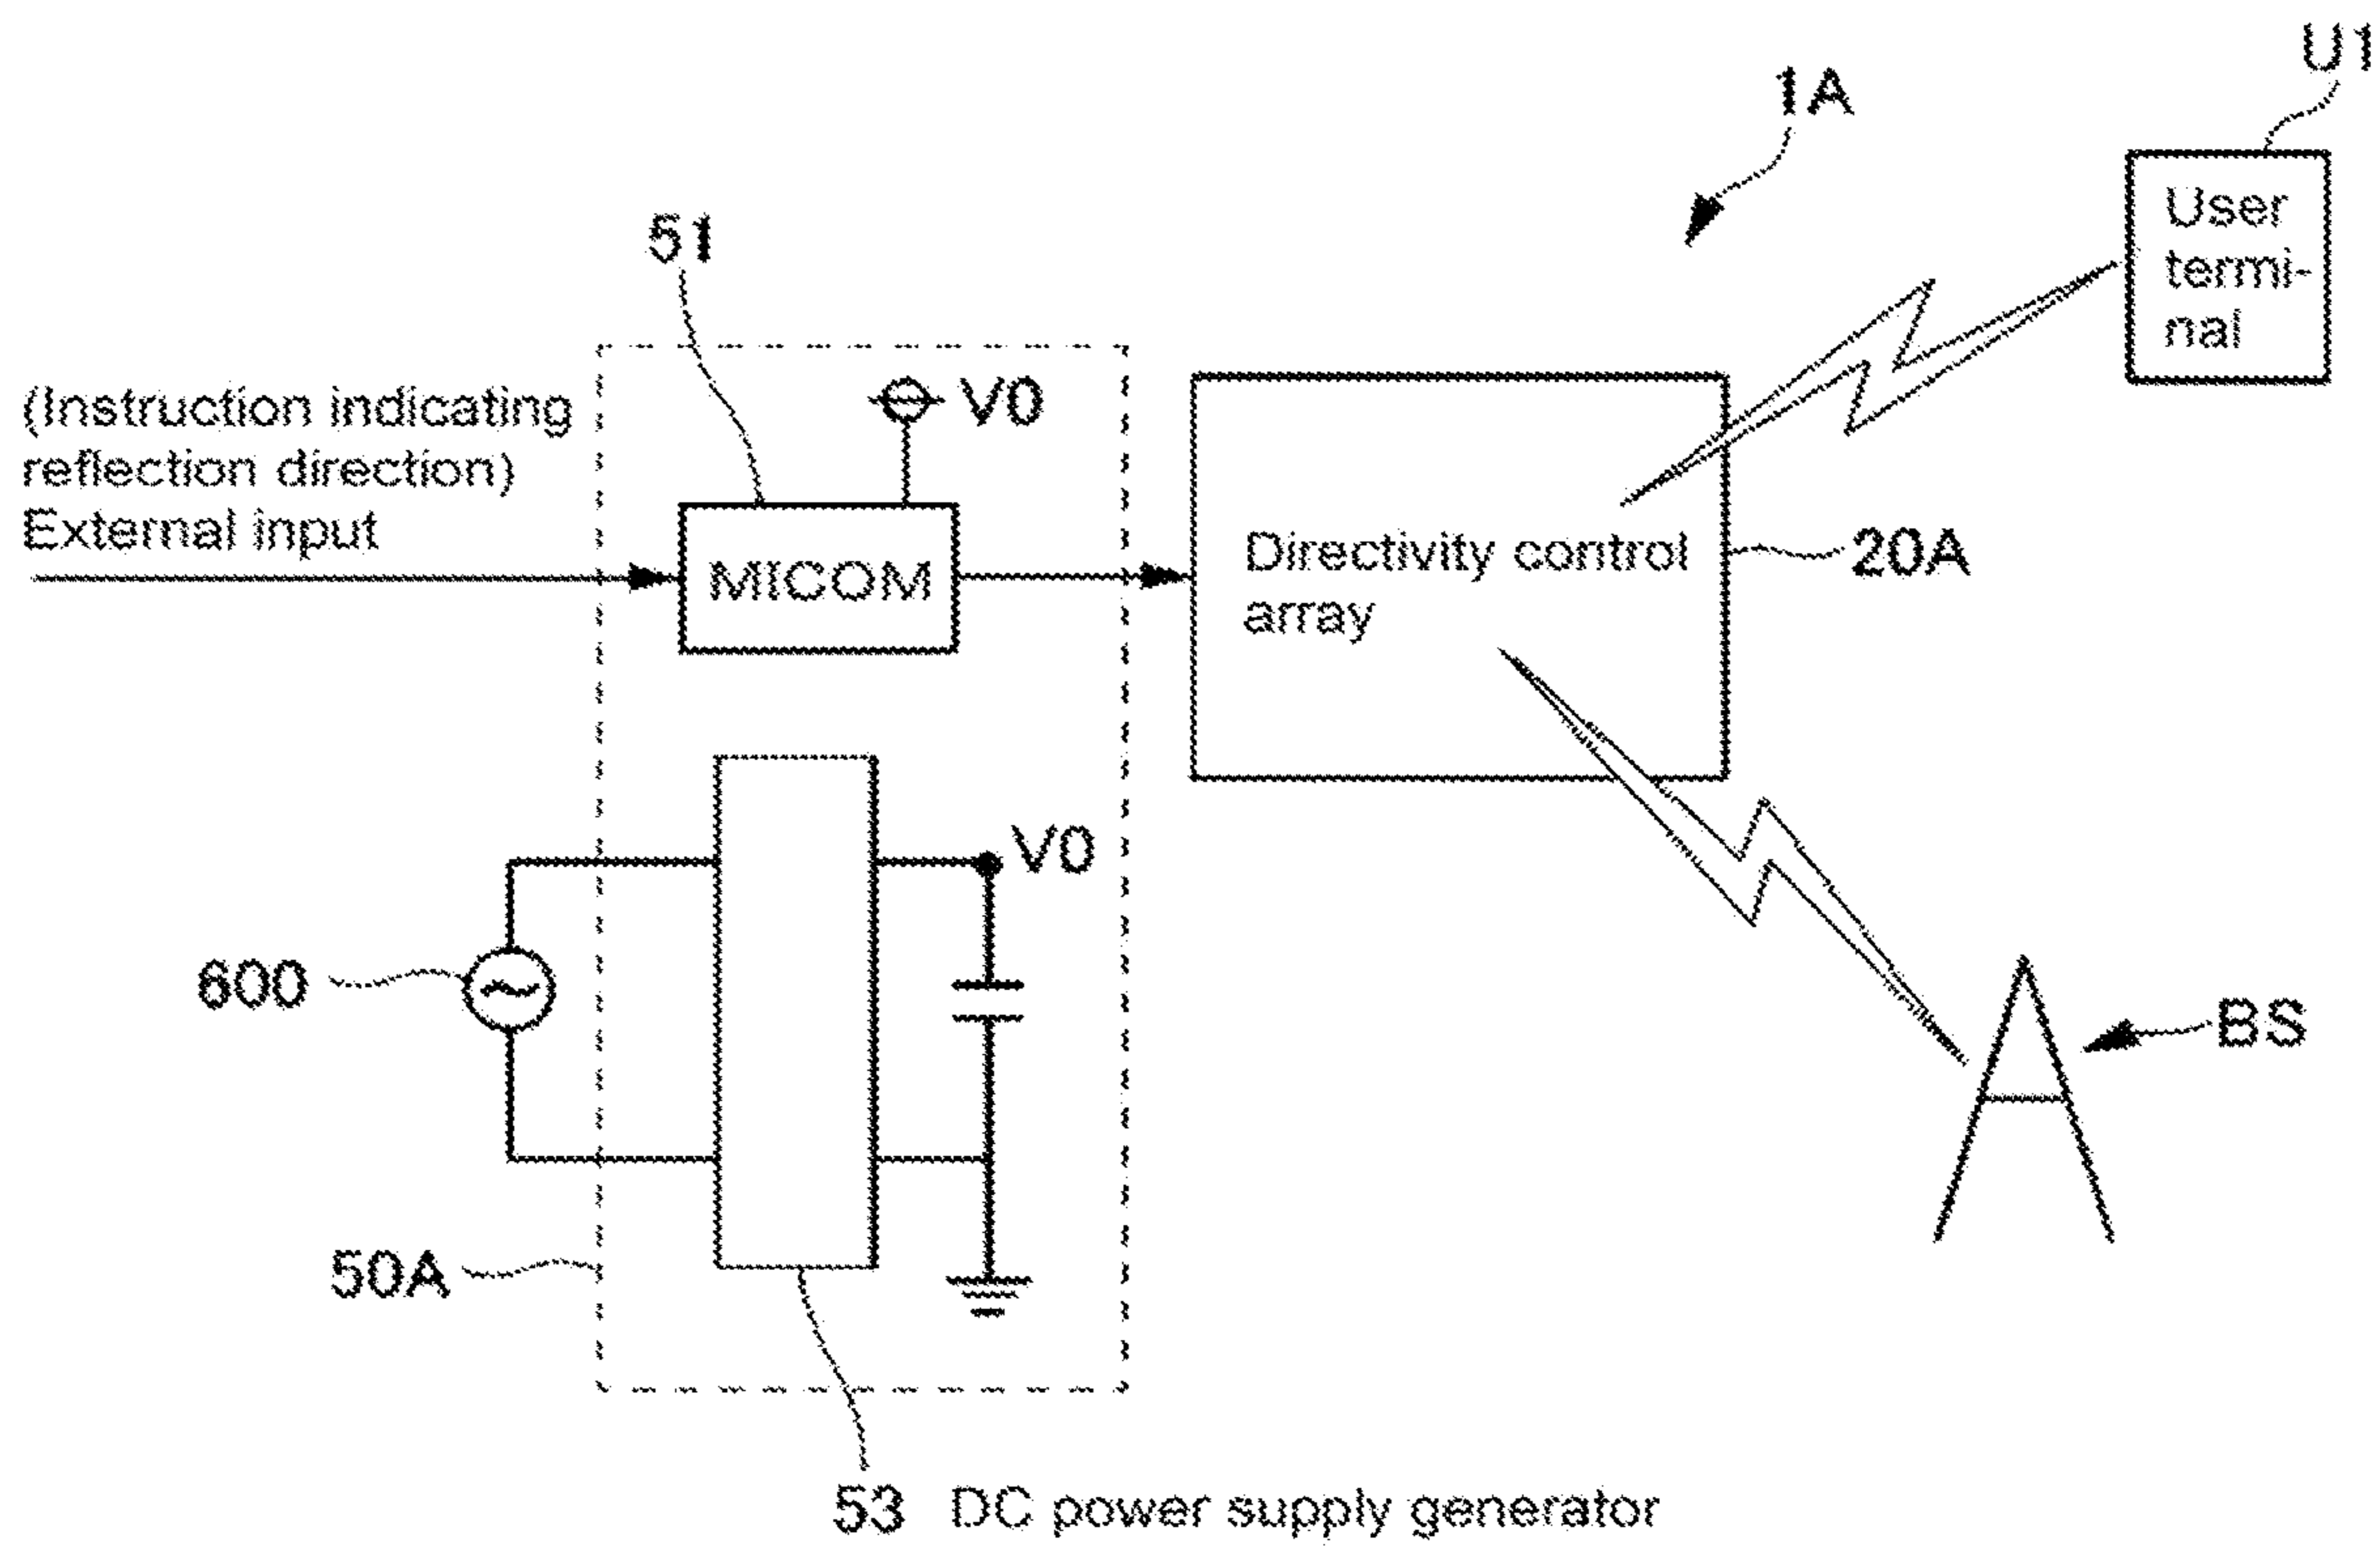 U1
1A
User
termi-
nal
51
V0
(Instruction indicating
reflection direction)
External input
MICOM
Directivity control
array
20A
V0
600
BS
50A
53 DC power supply generator